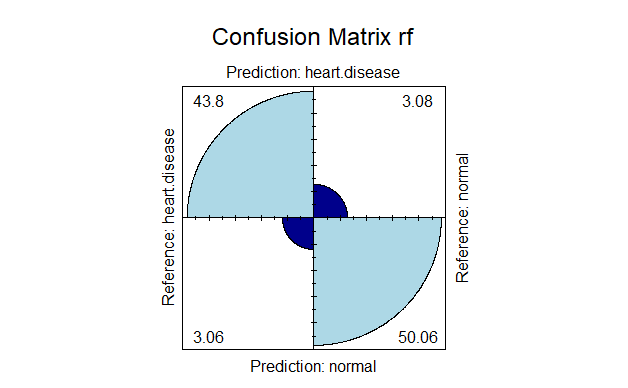 Confusion Matrix rf
Prediction: heart.disease
43.8
3.08
Reference: heart.disease
Reference: normal
3.06
50.06
Prediction: normal